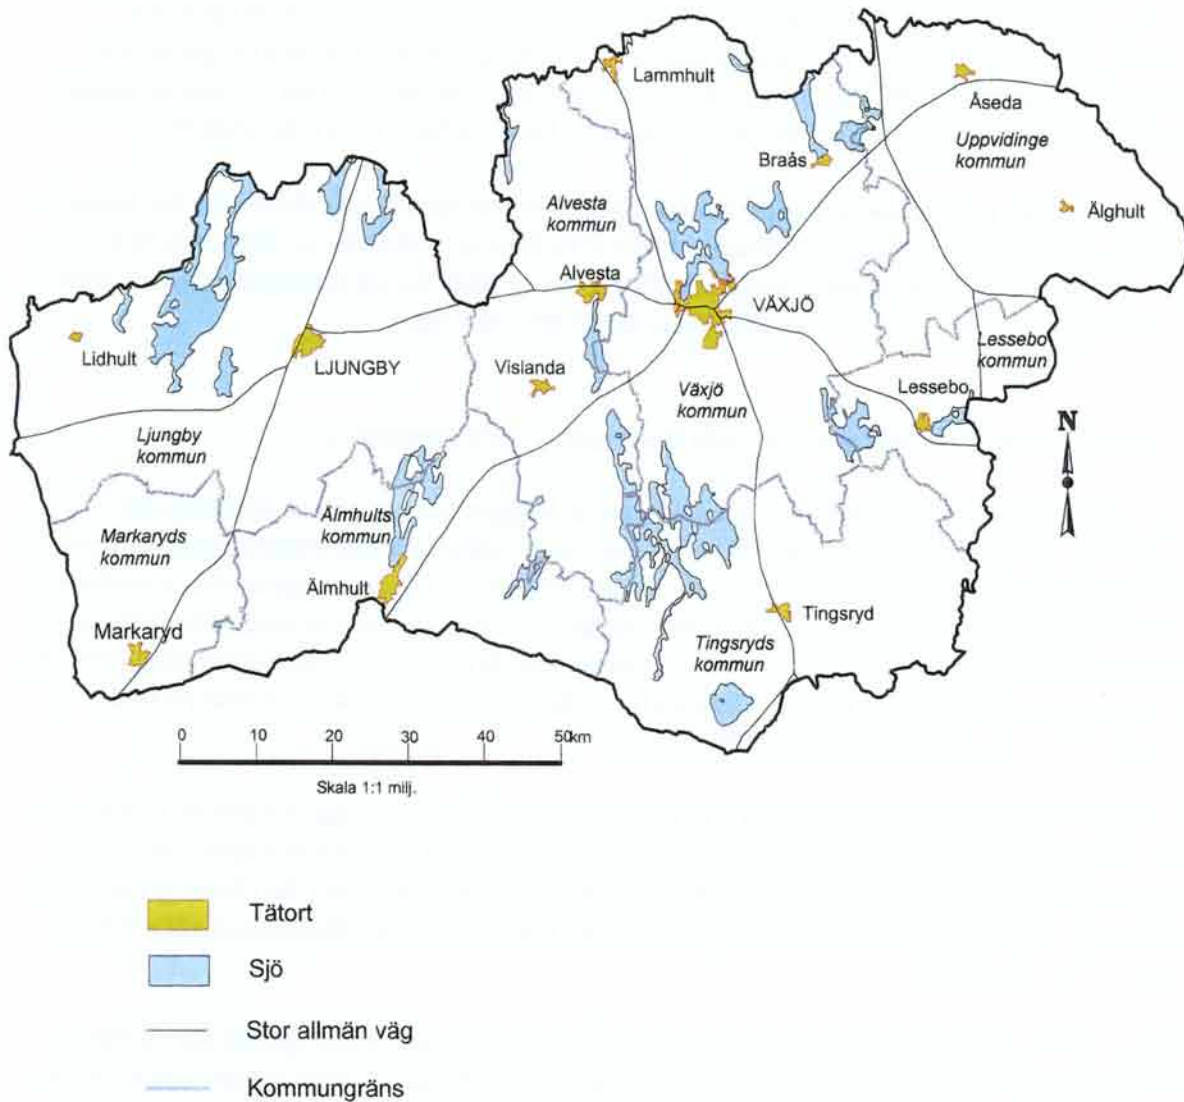 Lammhult
Åseda
Uppvidinge
kommun
Braås
Alvesta
kommun
Älghult
Alvesta
VÄXJÖ
Lidhult
LJUNGBY
Vislanda
Lessebo
kommun
Växjö
kommun
Lessebo
Ljungby
kommun
N
Markaryds
kommun
Älmhults
kommun
Älmhult
Tingsryd
Markaryd
Tingsryds
kommun
0 10 20 30 40 50km
Skala 1:1 milj.
Tätort
Sjö
Stor allmän väg
Kommungräns